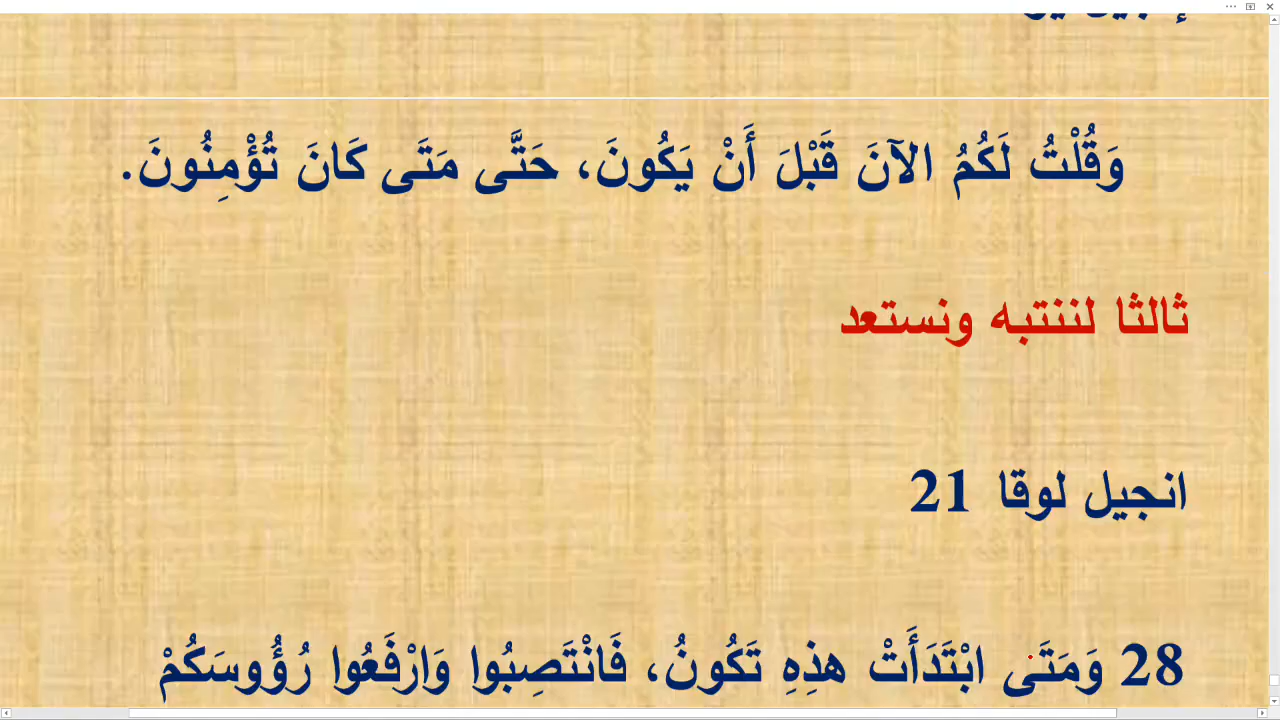 وَقُلْتُ لَكُمُ الآنَ قَبْلَ أَنْ يَكُونَ، حَتَّى مَتَى كَانَ تُؤْمِنُونَ.
ثالثا لننتبه ونستعد
انجيل لوقا 21
28 وَمَتَى ابْتَدَأَتْ هذِهِ تَكُونُ، فَانْتَصِبُوا وَارْفَعُوا رُؤُوسَكُمْ